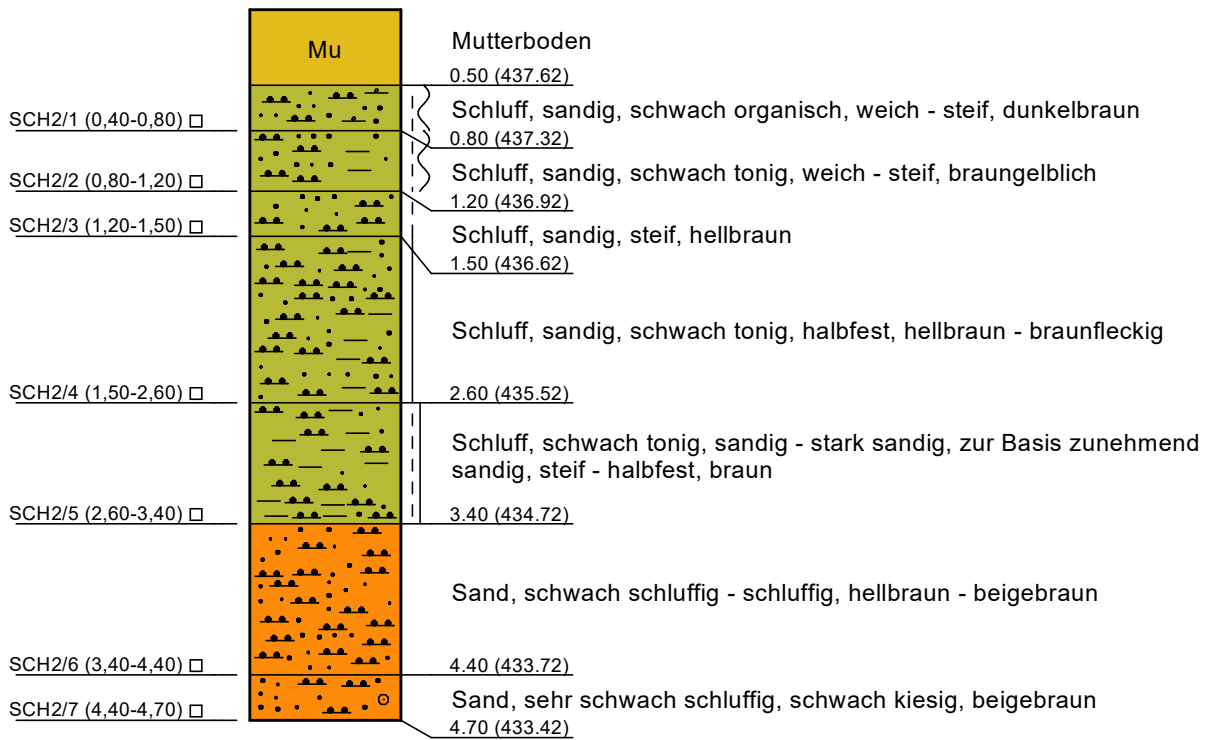 Mu
Mutterboden
0.50 (437.62)
SCH2/1 (0,40-0,80)
Schluff, sandig, schwach organisch, weich - steif, dunkelbraun
0.80 (437.32)
SCH2/2 (0,80-1,20)
Schluff, sandig, schwach tonig, weich - steif, braungelblich
1.20 (436.92)
SCH2/3 (1,20-1,50)
Schluff, sandig, steif, hellbraun
1.50 (436.62)
Schluff, sandig, schwach tonig, halbfest, hellbraun - braunfleckig
SCH2/4 (1,50-2,60)
2.60 (435.52)
Schluff, schwach tonig, sandig - stark sandig, zur Basis zunehmend
sandig, steif - halbfest, braun
SCH2/5 (2,60-3,40)
3.40 (434.72)
Sand, schwach schluffig - schluffig, hellbraun - beigebraun
SCH2/6 (3,40-4,40)
4.40 (433.72)
Sand, sehr schwach schluffig, schwach kiesig, beigebraun
SCH2/7 (4,40-4,70)
4.70 (433.42)